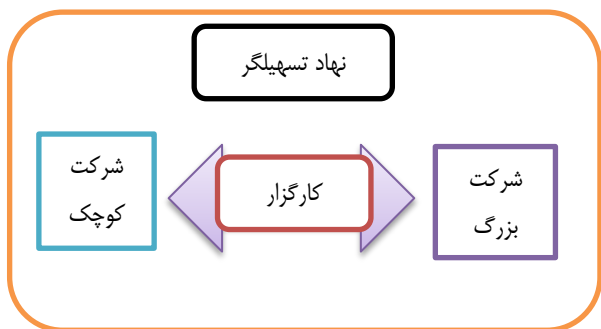 نهاد تسهیلگر
شرکت
بزرگ
کارگزار
شرکت
کوچک